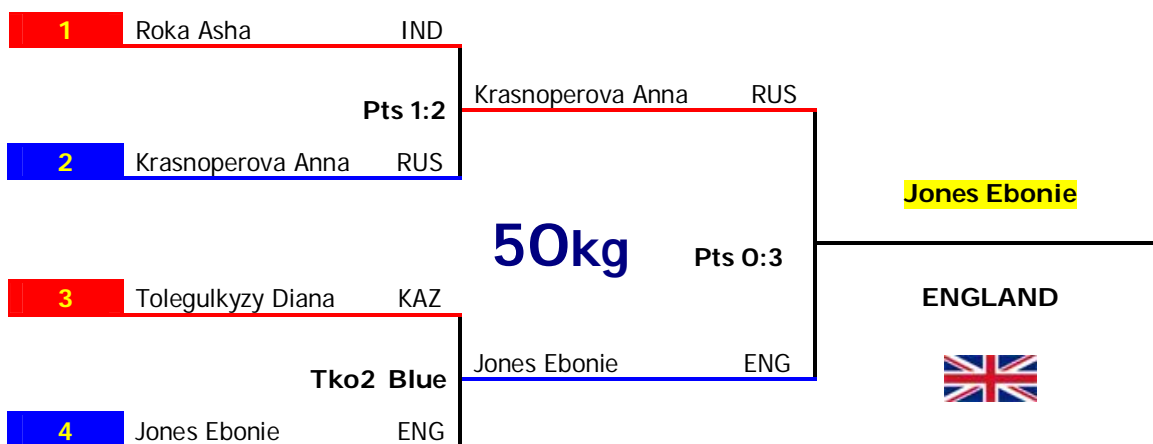 1 Roka Asha IND
Krasnoperova Anna RUS
Pts 1:2
2 Krasnoperova Anna RUS
Jones Ebonie
50kg Pts 0:3
3 Tolegulkyzy Diana KAZ
ENGLAND
Jones Ebonie ENG
Tko2 Blue
4 Jones Ebonie ENG